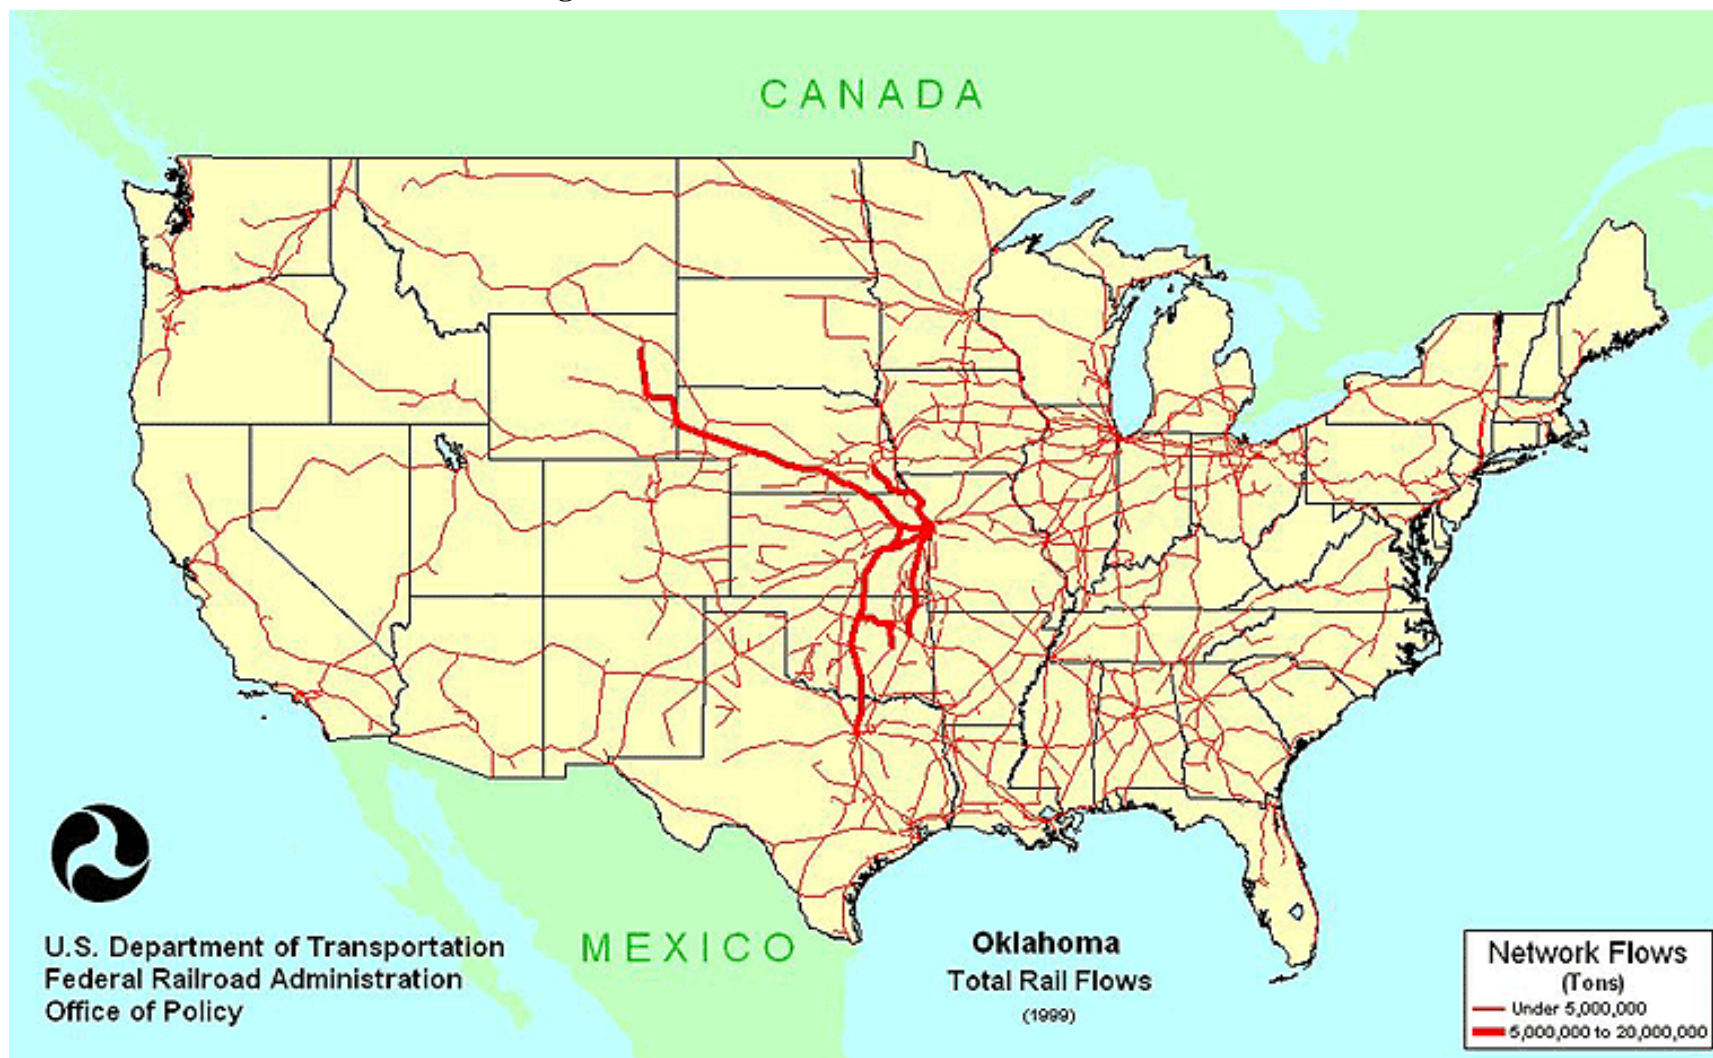 CANADA
MEXICO
U.S. Department of Transportation
Federal Railroad Administration
Office of Policy
Oklahoma
Total Rail Flows
(1999)
Network Flows
(Tons)
Under 5,000,000
5,000,000 to 20,000,000